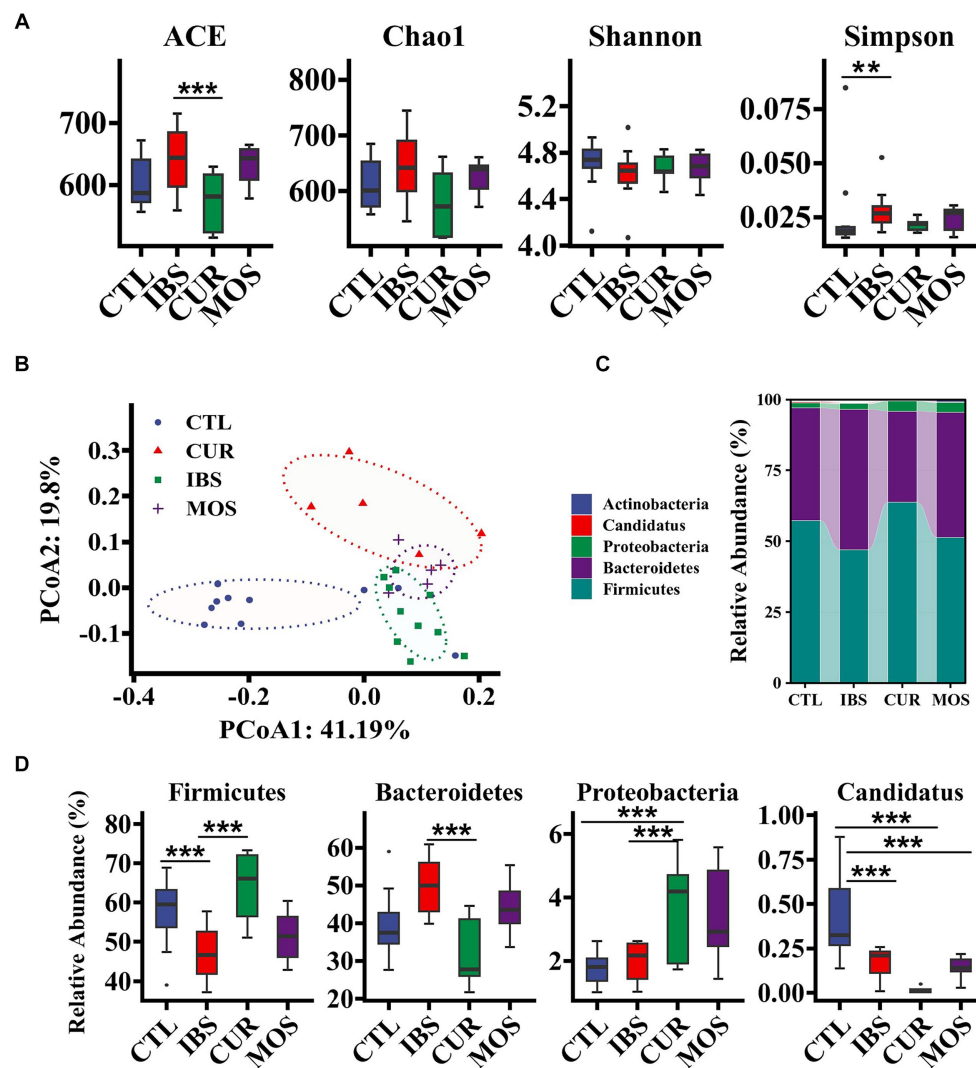 A
ACE
Chao1
Shannon
Simpson
***
**
700
600
800
700
600
5.2
4.8
4.4
4.0
0.075
0.050
0.025
CTL IBS CUR MOS
CTL IBS CUR MOS
CTL IBS CUR MOS
CTL IBS CUR MOS
B
C
CTL
CUR
IBS
MOS
PCoA2: 19.8%
0.3
0.2
0.1
0.0
-0.1
-0.4 -0.2 0.0 0.2
PCoA1: 41.19%
Actinobacteria
Candidatus
Proteobacteria
Bacteroidetes
Firmicutes
Relative Abundance (%)
100
75
50
25
0
CTL IBS CUR MOS
D
Firmicutes
Bacteroidetes
Proteobacteria
Candidatus
Relative Abundance (%)
80
70
60
50
40
*** ***
60
50
40
30
20
***
6
4
2
***
***
1.00
0.75
0.50
0.25
0.00
***
***
***
CTL IBS CUR MOS
CTL IBS CUR MOS
CTL IBS CUR MOS
CTL IBS CUR MOS